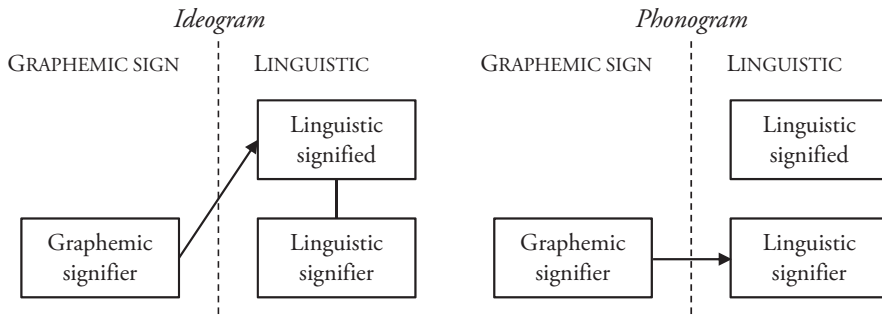 Ideogram
GRAPHEMIC SIGN
LINGUISTIC
Linguistic
signified
Graphemic
signifier
Linguistic
signifier
Phonogram
GRAPHEMIC SIGN
LINGUISTIC
Linguistic
signified
Graphemic
signifier
Linguistic
signifier